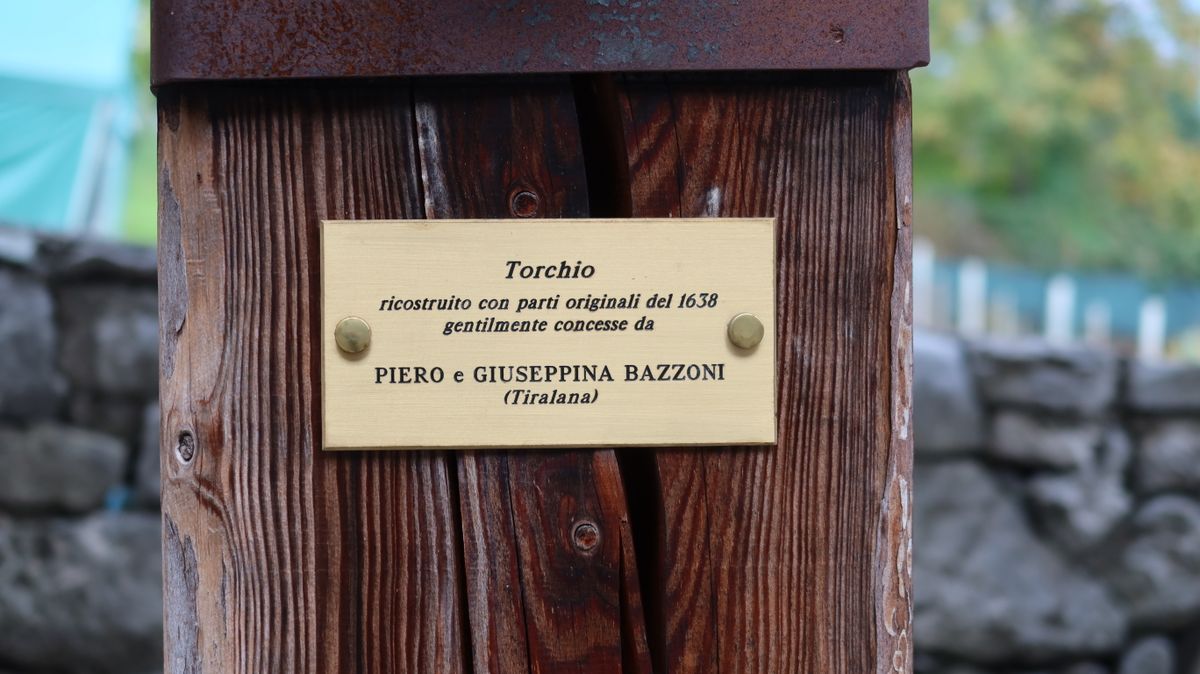 Torchio
ricostruito con parti originali del 1638
gentilmente concesse da
PIERO e GIUSEPPINA BAZZONI
(Tiralana)